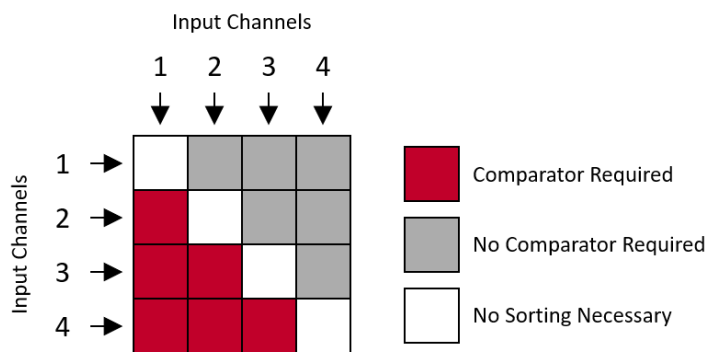 Input Channels
1 2 3 4
Input Channels
1
2
3
4
Comparator Required
No Comparator Required
No Sorting Necessary